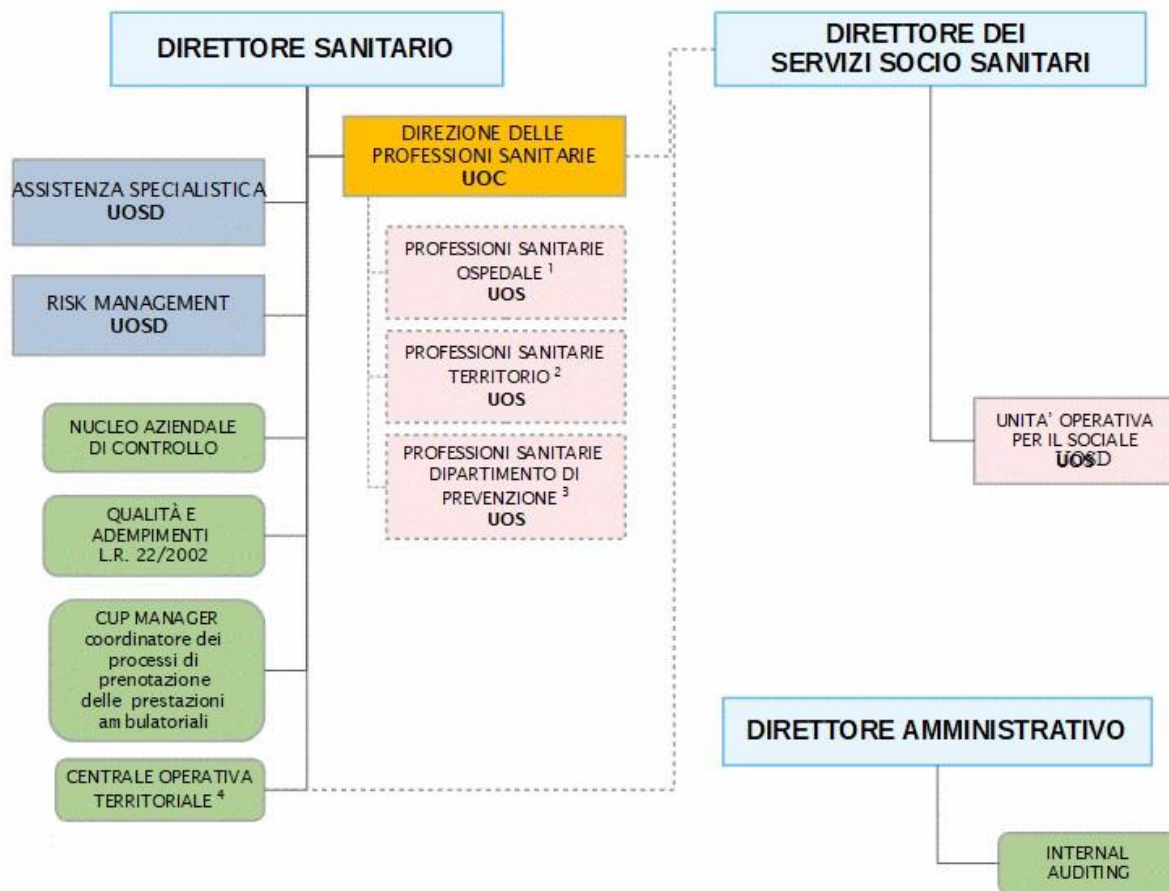 DIRETTORE SANITARIO
DIRETTORE DEI
SERVIZI SOCIO SANITARI
DIREZIONE DELLE
PROFESSIONI SANITARIE
UOC
ASSISTENZA SPECIALISTICA
UOSD
PROFESSIONI SANITARIE
OSPEDALE 1
UOS
RISK MANAGEMENT
UOSD
PROFESSIONI SANITARIE
TERRITORIO 2
UOS
NUCLEO AZIENDALE
DI CONTROLLO
PROFESSIONI SANITARIE
DIPARTIMENTO DI
PREVENZIONE 3
UOS
UNITA' OPERATIVA
PER IL SOCIALE
QUALITÀ E
ADEMPIMENTI
L.R. 22/2002
CUP MANAGER
coordinatore dei
processi di
prenotazione
delle prestazioni
ambulatoriali
DIRETTORE AMMINISTRATIVO
CENTRALE OPERATIVA
TERRITORIALE 4
INTERNAL
AUDITING